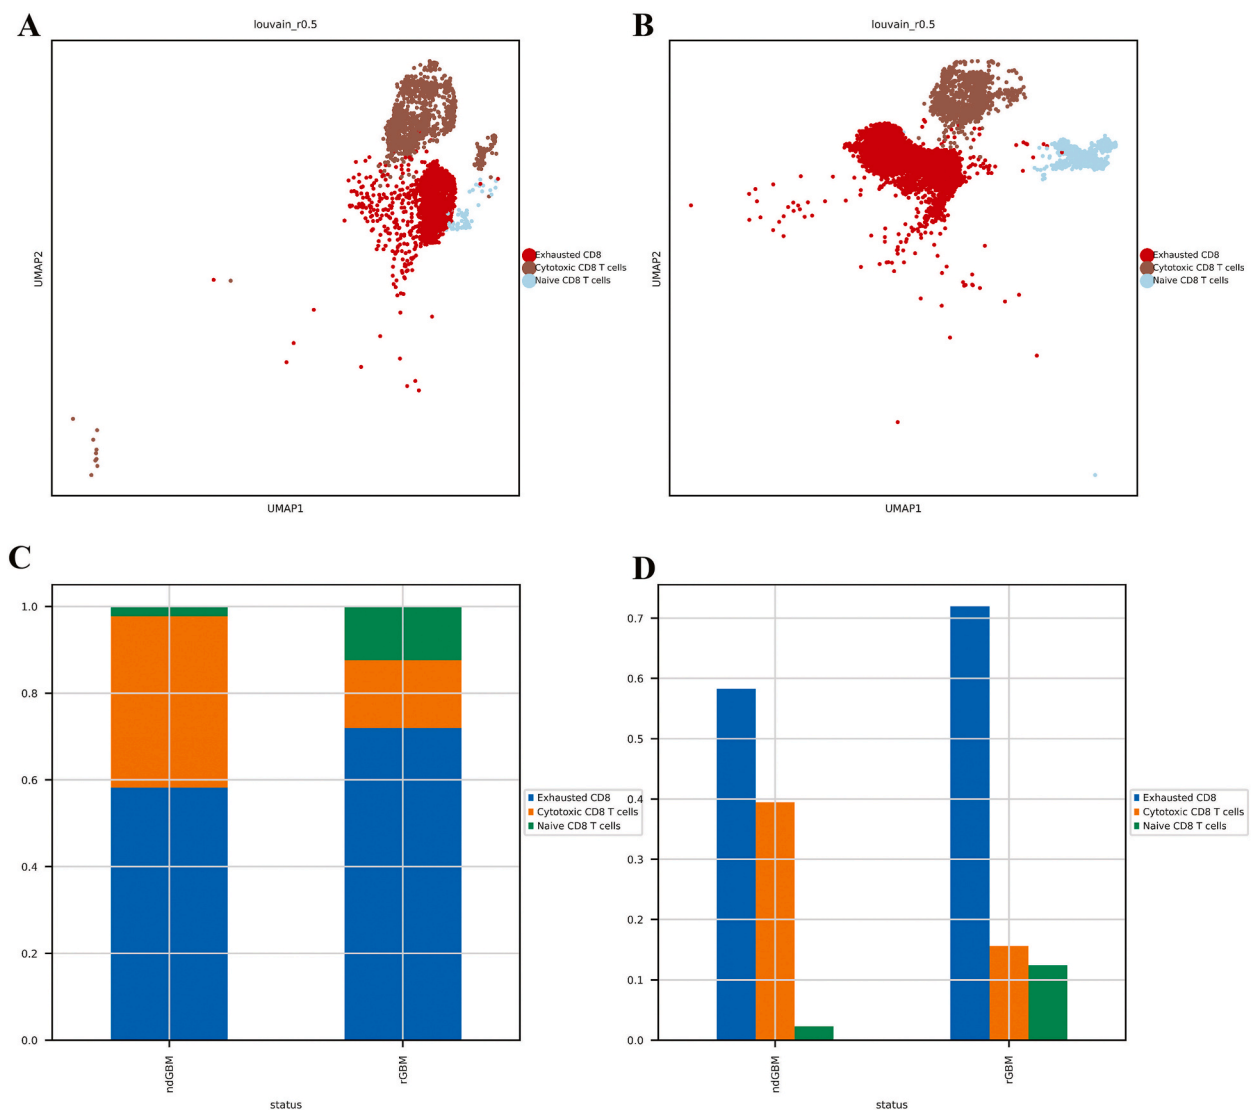 A
louvain_r0.5
UMAP2
UMAP1
Exhausted CD8
Cytotoxic CD8 T cells
Naive CD8 T cells
B
louvain_r0.5
UMAP2
UMAP1
Exhausted CD8
Cytotoxic CD8 T cells
Naive CD8 T cells
C
1.0
0.8
0.6
0.4
0.2
0.0
ndGBM
rGBM
status
Exhausted CD8
Cytotoxic CD8 T cells
Naive CD8 T cells
D
0.7
0.6
0.5
0.4
0.3
0.2
0.1
0.0
ndGBM
rGBM
status
Exhausted CD8
Cytotoxic CD8 T cells
Naive CD8 T cells